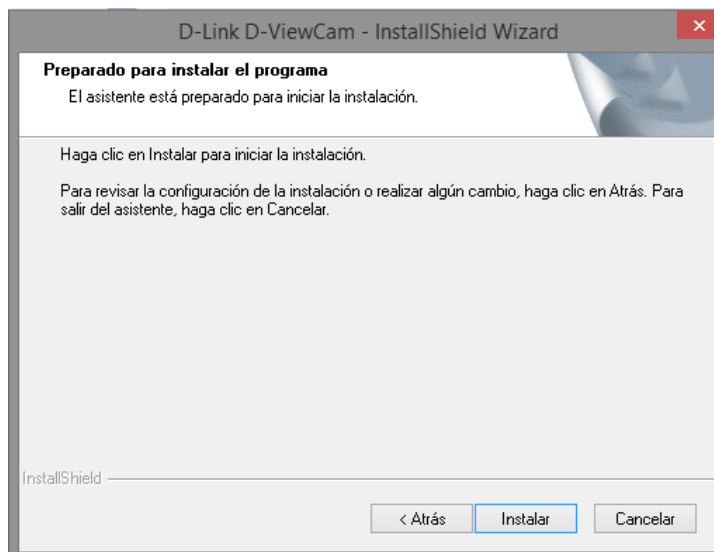 D-Link D-ViewCam - InstallShield Wizard
Preparado para instalar el programa
El asistente está preparado para iniciar la instalación.
Haga clic en Instalar para iniciar la instalación.
Para revisar la configuración de la instalación o realizar algún cambio, haga clic en Atrás. Para
salir del asistente, haga clic en Cancelar.
InstallShield
< Atrás
Instalar
Cancelar